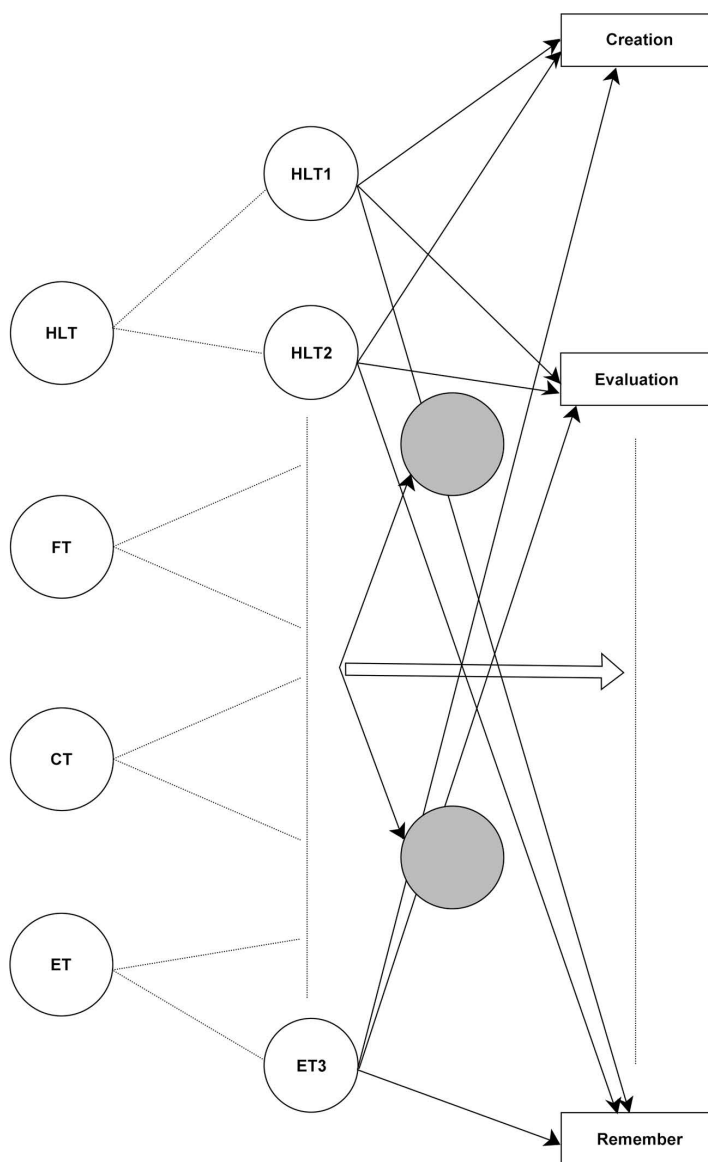 Creation
HLT1
HLT
HLT2
Evaluation
FT
CT
ET
ET3
Remember